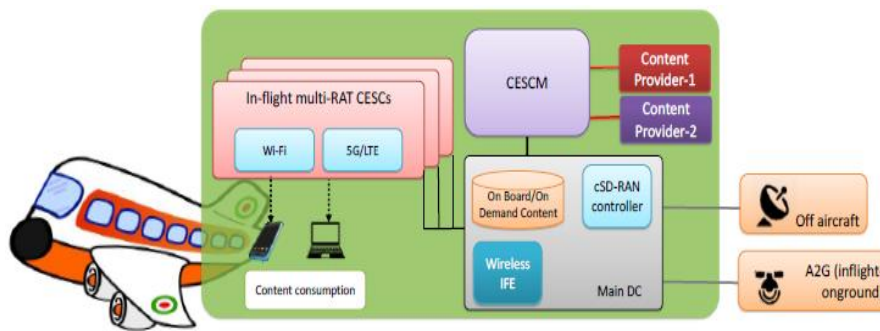 In-flight multi-RAT CESCs
Wi-Fi
5G/LTE
Content consumption
CESCM
Content
Provider-1
Content
Provider-2
On Board/On
Demand Content
cSD-RAN
controller
Wireless
IFE
Main DC
Off aircraft
A2G (inflight-
onground